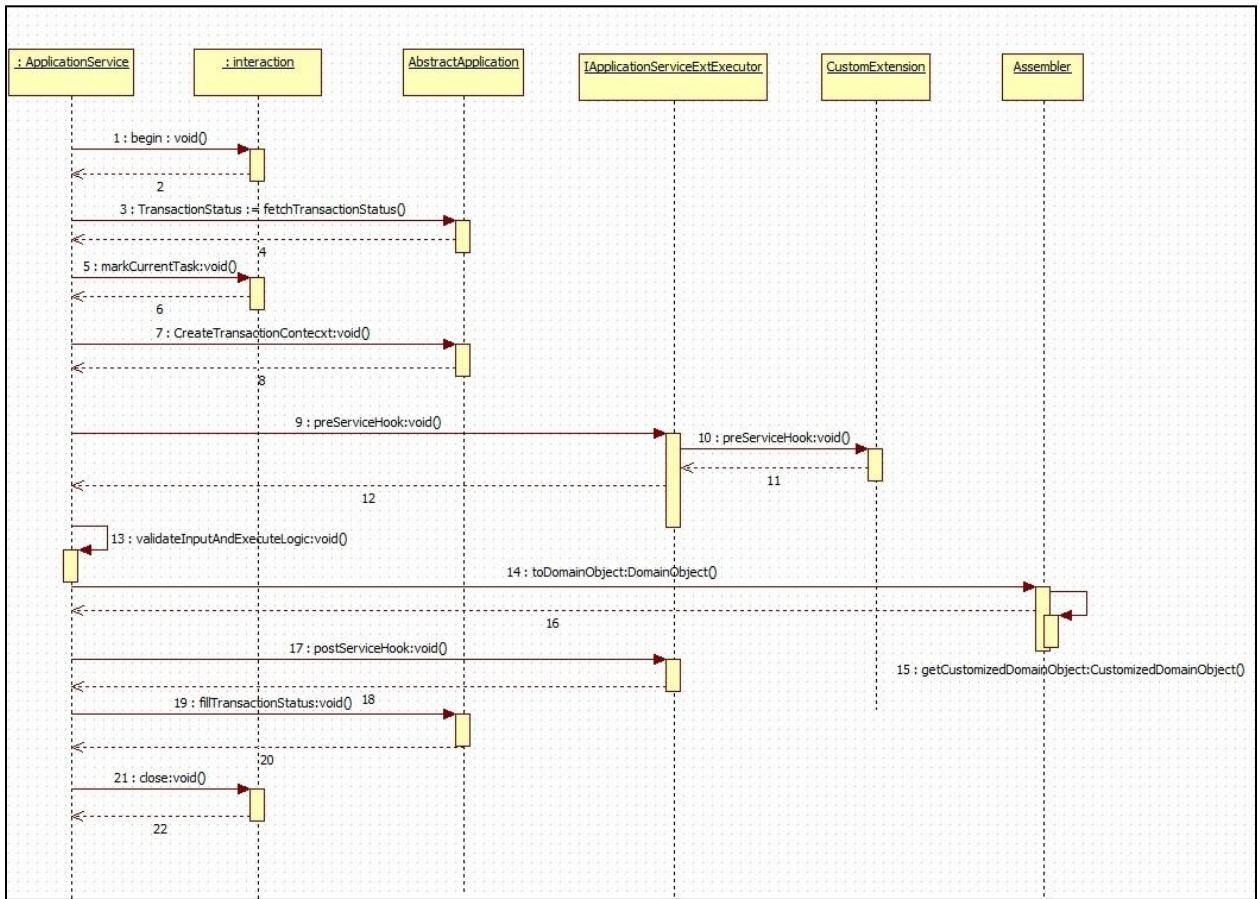 : ApplicationService
: interaction
AbstractApplication
IApplicationServiceExtExecutor
CustomExtension
Assembler
1 : begin : void()
2
3 : TransactionStatus := fetchTransactionStatus()
4
5 : markCurrentTask:void()
6
7 : CreateTransactionContecxt:void()
8
9 : preServiceHook:void()
10 : preServiceHook:void()
11
12
13 : validateInputAndExecuteLogic:void()
14 : toDomainObject:DomainObject()
16
17 : postServiceHook:void()
15 : getCustomizedDomainObject:CustomizedDomainObject()
18
19 : fillTransactionStatus:void()
20
21 : close:void()
22